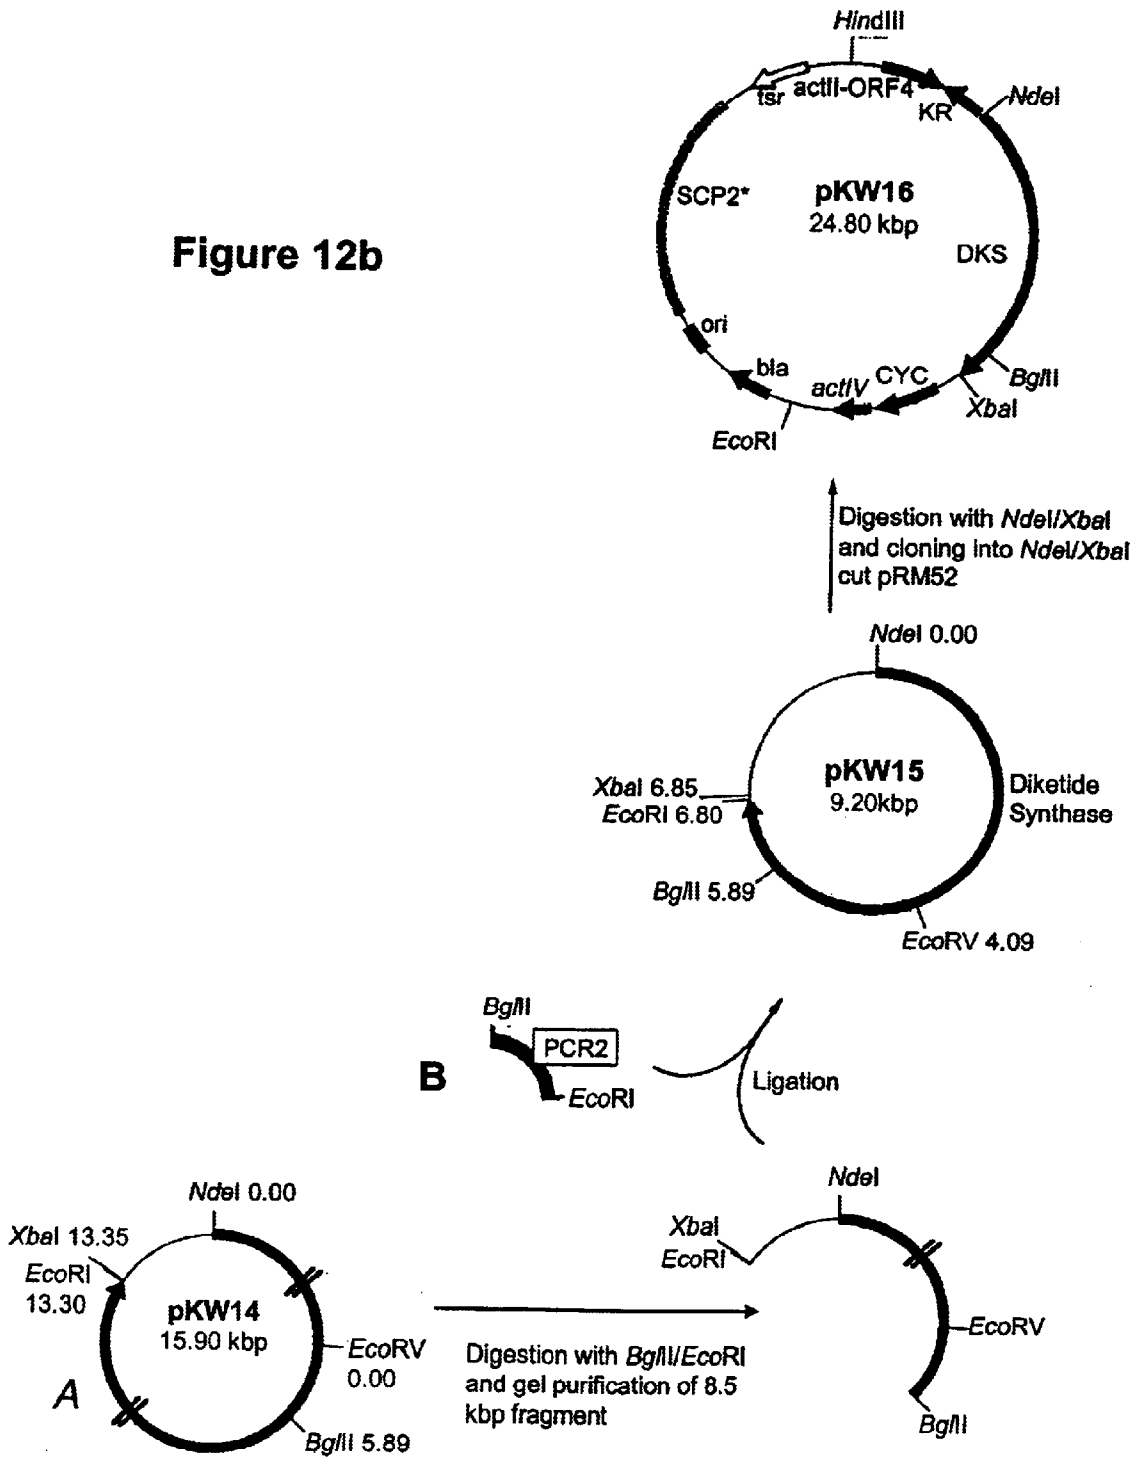 HindIII
tsr
actII-ORF4
KR
NdeI
SCP2*
pKW16
24.80 kbp
DKS
Figure 12b
ori
bla
actIV
CYC
BglII
XbaI
EcoRI
Digestion with NdeI/XbaI
and cloning into NdeI/XbaI
cut pRM52
NdeI 0.00
XbaI 6.85
EcoRI 6.80
pKW15
9.20kbp
Diketide
Synthase
BglII 5.89
EcoRV 4.09
BglII
PCR2
B
EcoRI
Ligation
NdeI 0.00
XbaI 13.35
EcoRI
13.30
pKW14
15.90 kbp
EcoRV
0.00
A
BglII 5.89
Digestion with BglII/EcoRI
and gel purification of 8.5
kbp fragment
NdeI
XbaI
EcoRI
EcoRV
BglII